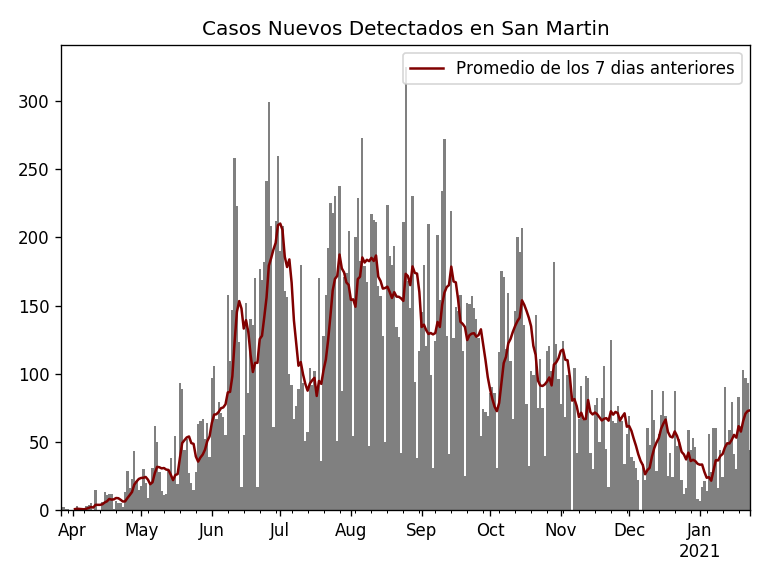 Casos Nuevos Detectados en San Martin
Promedio de los 7 dias anteriores
300
250
200
150
100
50
0
Apr May Jun Jul Aug Sep Oct Nov Dec Jan
2021